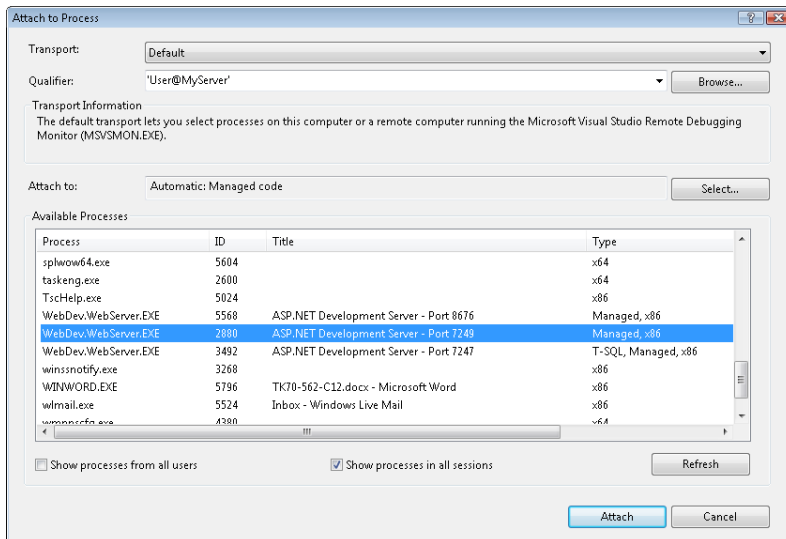 Attach to Process
Transport: Default
Qualifier: 'User@MyServer' Browse...
Transport Information
The default transport lets you select processes on this computer or a remote computer running the Microsoft Visual Studio Remote Debugging
Monitor (MSVSMON.EXE).
Attach to: Automatic: Managed code Select...
Available Processes
Process ID Title Type
splwow64.exe 5604 x64
taskeng.exe 2600 x64
TscHelp.exe 5024 x86
WebDev.WebServer.EXE 5568 ASP.NET Development Server - Port 8676 Managed, x86
WebDev.WebServer.EXE 2880 ASP.NET Development Server - Port 7249 Managed, x86
WebDev.WebServer.EXE 3492 ASP.NET Development Server - Port 7247 T-SQL, Managed, x86
winssnotify.exe 3268 x86
WINWORD.EXE 5796 TK70-562-C12.docx - Microsoft Word x86
wlmail.exe 5524 Inbox - Windows Live Mail x86
wmpnscfg.exe 4380 x64
Show processes from all users Show processes in all sessions Refresh
Attach Cancel